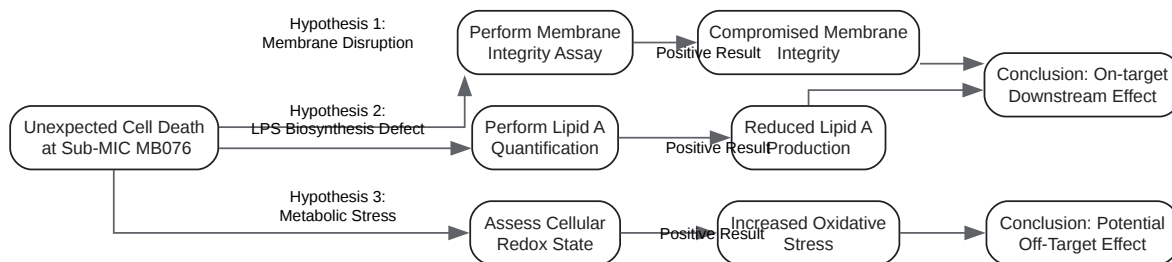 Hypothesis 1:
Membrane Disruption
Perform Membrane
Integrity Assay
Positive Result
Compromised Membrane
Integrity
Conclusion: On-target
Downstream Effect
Unexpected Cell Death
at Sub-MIC MB076
Hypothesis 2:
LPS Biosynthesis Defect
Perform Lipid A
Quantification
Positive Result
Reduced Lipid A
Production
Hypothesis 3:
Metabolic Stress
Assess Cellular
Redox State
Positive Result
Increased Oxidative
Stress
Conclusion: Potential
Off-Target Effect